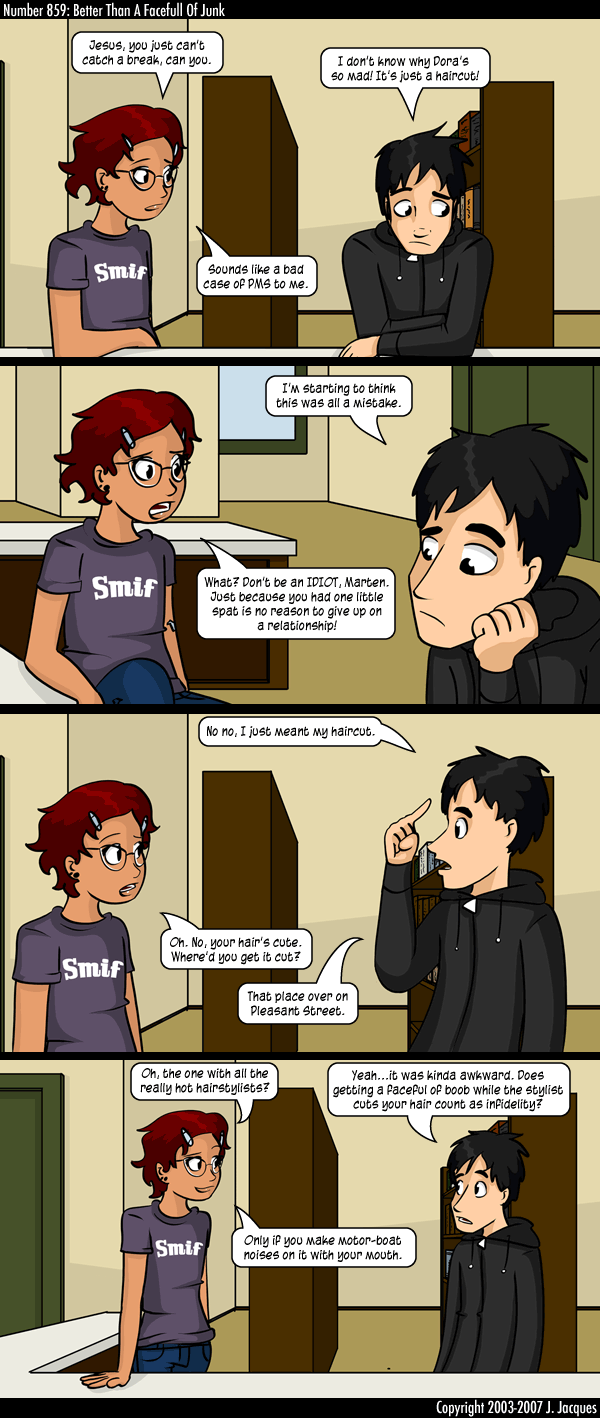 Number 859: Better Than A Facefull Of Junk
Jesus, you just can't
catch a break, can you.
I don't know why Dora's
so mad! It's just a haircut!
Smif
Sounds like a bad
case of PMS to me.
I'm starting to think
this was all a mistake.
Smif
What? Don't be an IDIOT, Marten.
Just because you had one little
spat is no reason to give up on
a relationship!
No no, I just meant my haircut.
Smif
Oh. No, your hair's cute.
Where'd you get it cut?
That place over on
Pleasant Street.
Oh, the one with all the
really hot hairstylists?
Yeah...it was kinda awkward. Does
getting a faceful of boob while the stylist
cuts your hair count as infidelity?
Smif
Only if you make motor-boat
noises on it with your mouth.
Copyright 2003-2007 J. Jacques